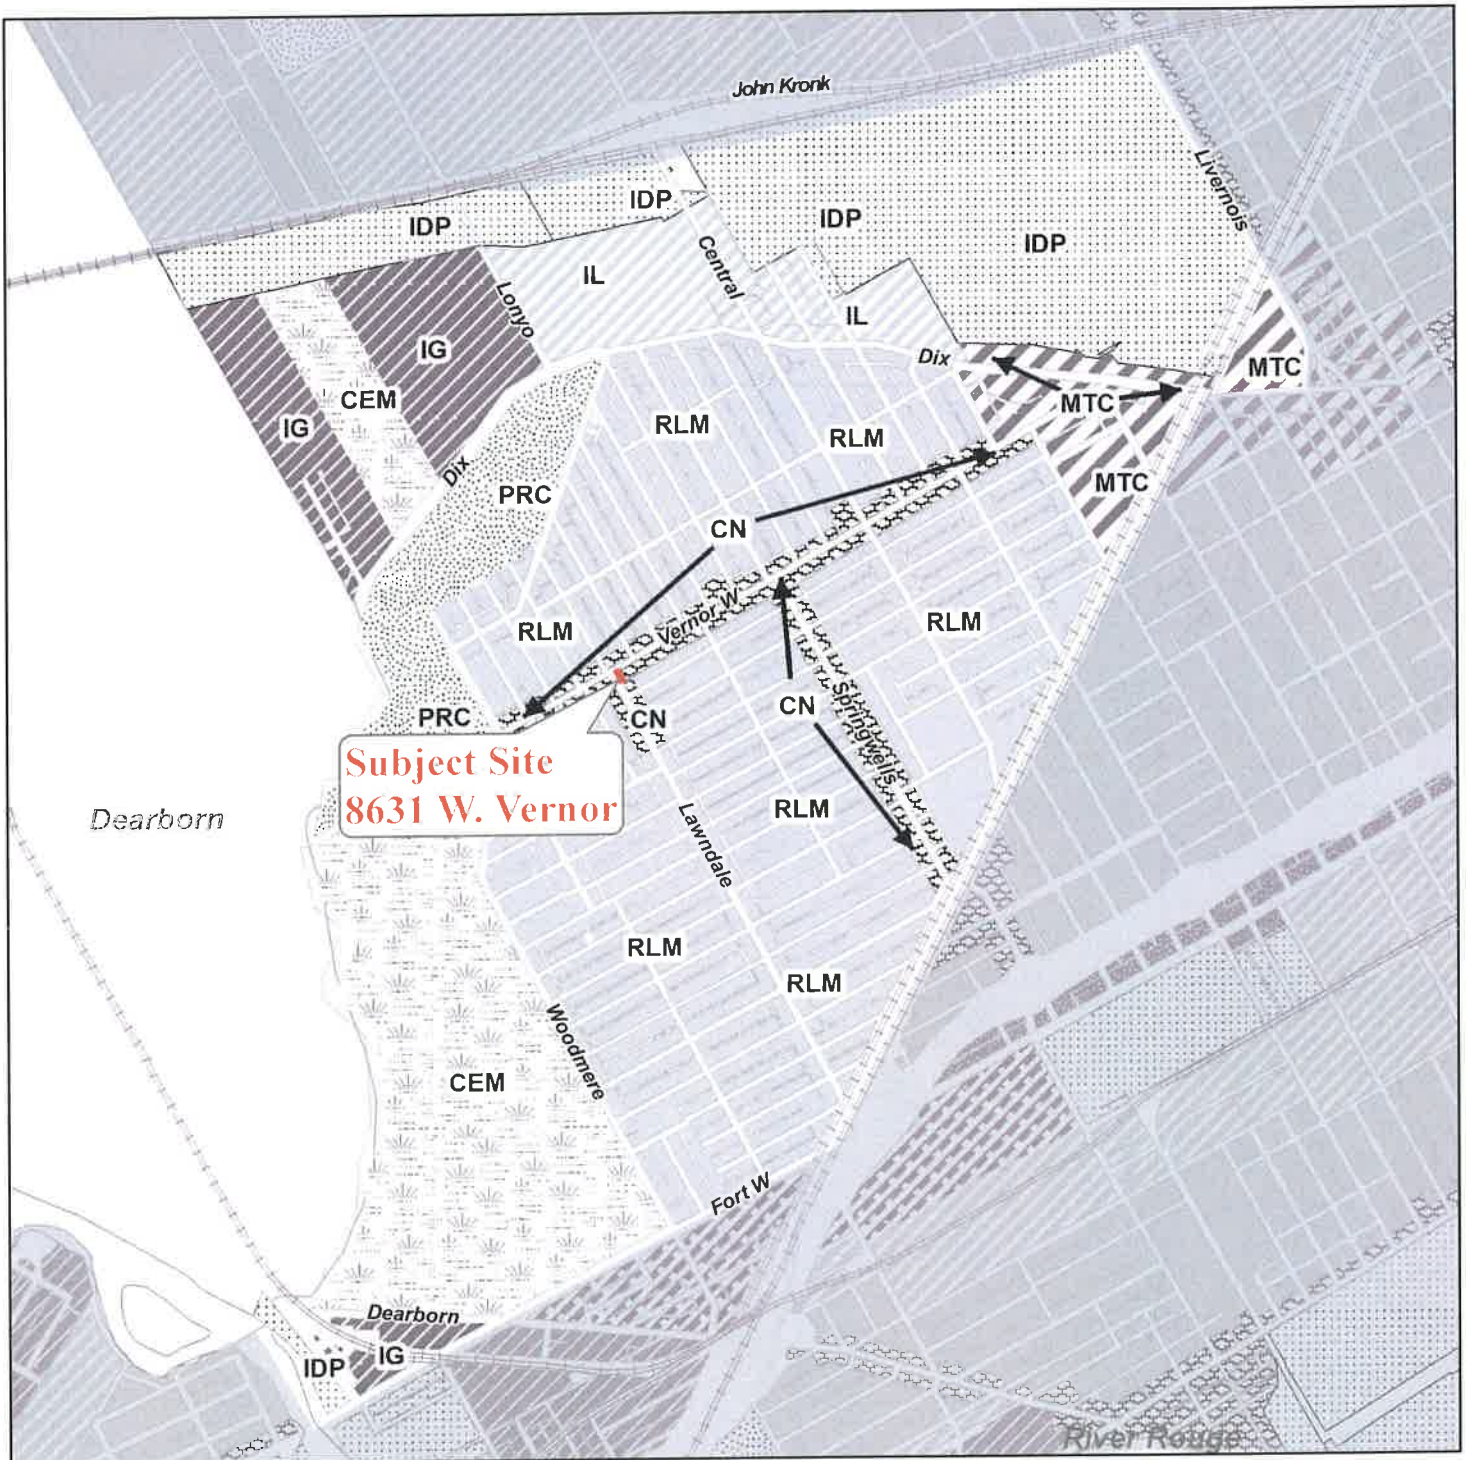 John Kronk
Livernois
IDP
IDP
IDP
IDP
Central
IL
Lonyo
IL
IG
Dix
MTC
CEM
MTC
RLM
RLM
IG
Dix
MTC
PRC
CN
Vernor W
RLM
RLM
Springwells
CN
PRC
CN
Subject Site
8631 W. Vernor
Dearborn
RLM
Lawndale
RLM
RLM
Woodmere
CEM
Fort W
Dearborn
IG
IDP
River Rouge